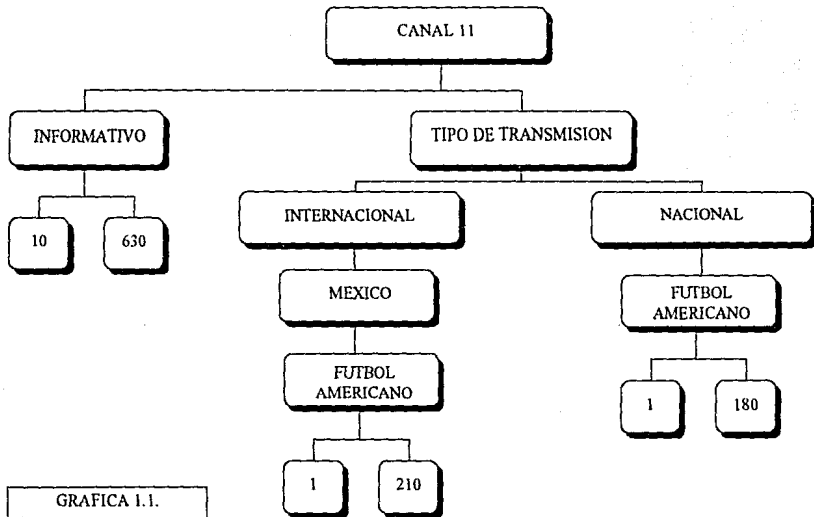 CANAL 11
INFORMATIVO
TIPO DE TRANSMISION
10
630
INTERNACIONAL
NACIONAL
MEXICO
FUTBOL
AMERICANO
FUTBOL
AMERICANO
1
180
1
210
GRAFICA 1.1.